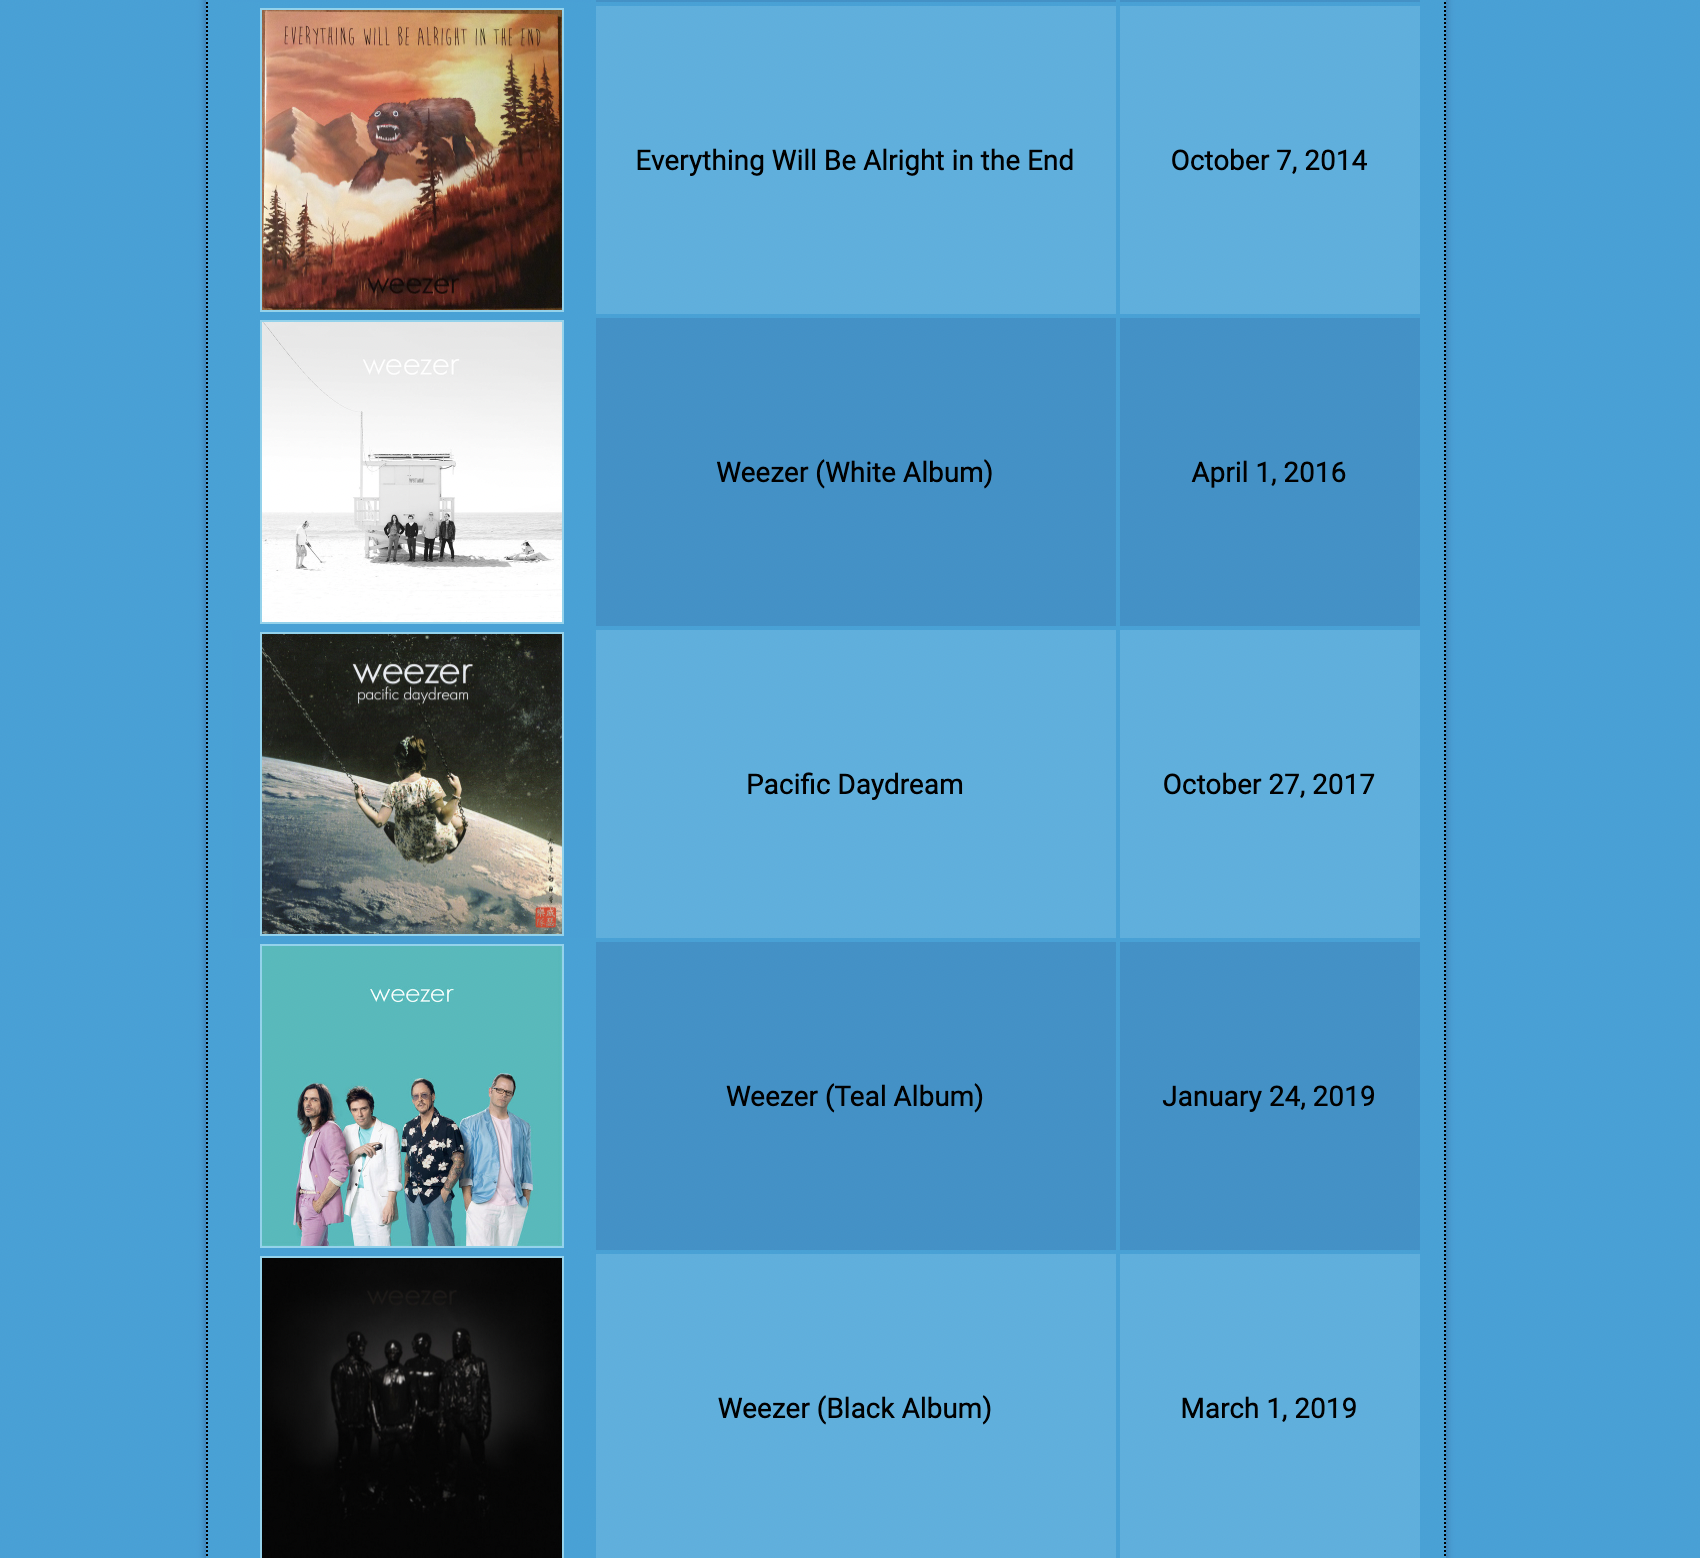 EVERYTHING WILL BE ALRIGHT IN THE END
weezer
Everything Will Be Alright in the End
October 7, 2014
weezer
Weezer (White Album)
April 1, 2016
weezer
pacific daydream
Pacific Daydream
October 27, 2017
weezer
Weezer (Teal Album)
January 24, 2019
weezer
Weezer (Black Album)
March 1, 2019